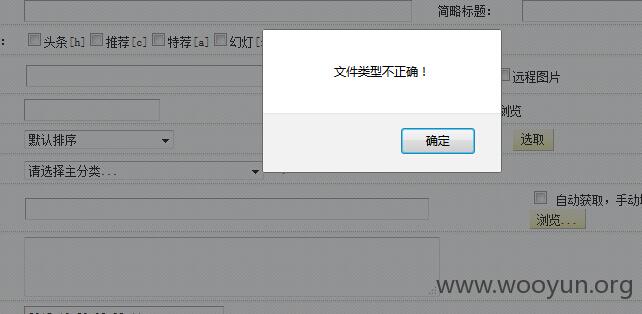 简略标题：
：
头条[h] 推荐[c] 特荐[a] 幻灯[
文件类型不正确！
远程图片
浏览
确定
默认排序
选取
请选择主分类...
自动获取，手动
浏览...
www.wooyun.org